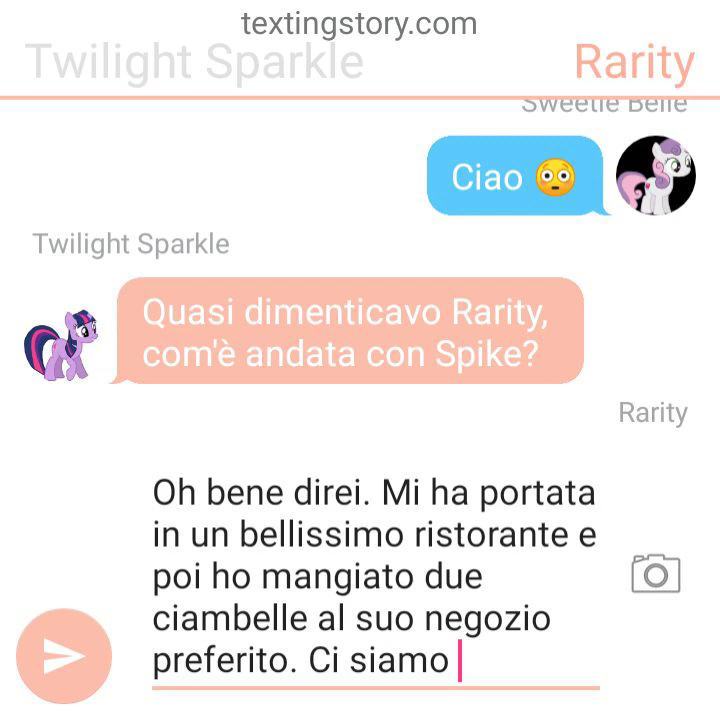 textingstory.com
Twilight Sparkle Rarity
Sweetie Belle
Ciao 😳
Twilight Sparkle
Quasi dimenticavo Rarity,
com'è andata con Spike?
Rarity
Oh bene direi. Mi ha portata
in un bellissimo ristorante e
poi ho mangiato due
ciambelle al suo negozio
preferito. Ci siamo